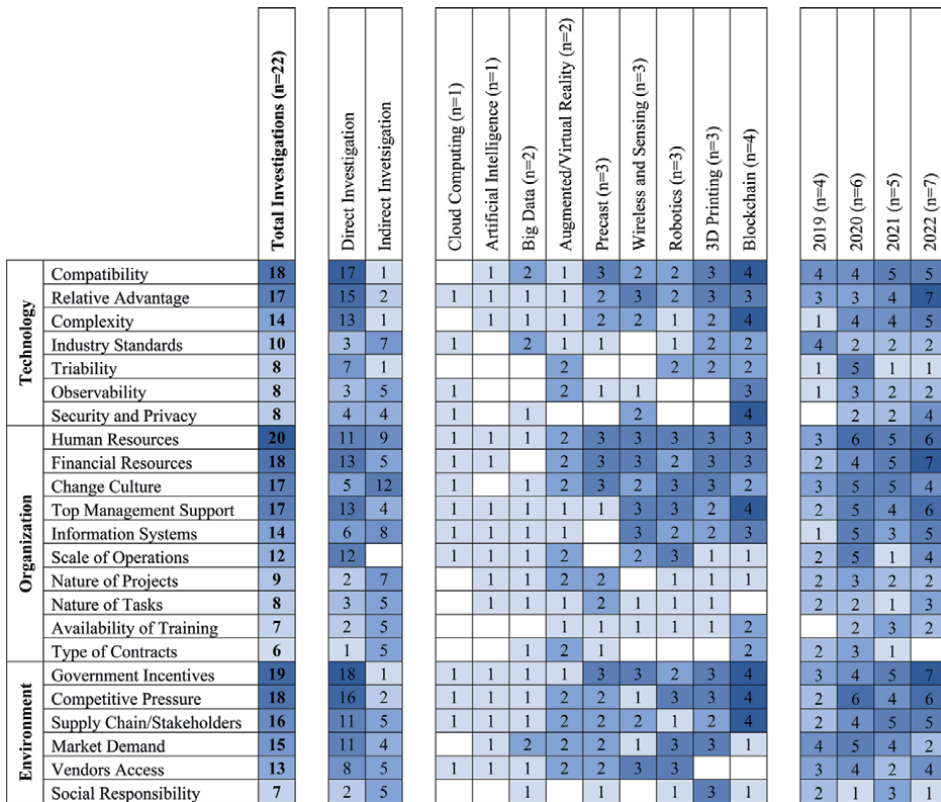 Total Investigations (n=22)
Direct Investigation
Indirect Invetsigation
Cloud Computing (n=1)
Artificial Intelligence (n=1)
Big Data (n=2)
Augmented/Virtual Reality (n=2)
Precast (n=3)
Wireless and Sensing (n=3)
Robotics (n=3)
3D Printing (n=3)
Blockchain (n=4)
2019 (n=4)
2020 (n=6)
2021 (n=5)
2022 (n=7)
Technology
Compatibility 18 17 1 1 2 1 3 2 2 3 4 4 4 5 5
Relative Advantage 17 15 2 1 1 1 1 2 3 2 3 3 3 3 4 7
Complexity 14 13 1 1 1 1 2 2 1 2 4 1 4 4 5
Industry Standards 10 3 7 1 2 1 1 1 2 2 4 2 2 2
Triability 8 7 1 2 2 2 2 1 5 1 1
Observability 8 3 5 1 2 1 1 3 1 3 2 2
Security and Privacy 8 4 4 1 1 2 4 2 2 4
Organization
Human Resources 20 11 9 1 1 1 2 3 3 3 3 3 3 6 5 6
Financial Resources 18 13 5 1 1 2 3 3 2 3 3 2 4 5 7
Change Culture 17 5 12 1 1 2 3 2 3 3 2 3 5 5 4
Top Management Support 17 13 4 1 1 1 1 1 3 3 2 4 2 5 4 6
Information Systems 14 6 8 1 1 1 1 3 2 2 3 1 5 3 5
Scale of Operations 12 12 1 1 1 2 2 3 1 1 2 5 1 4
Nature of Projects 9 2 7 1 1 2 2 1 1 1 2 3 2 2
Nature of Tasks 8 3 5 1 1 1 2 1 1 1 2 2 1 3
Availability of Training 7 2 5 1 1 1 1 1 2 2 3 2
Type of Contracts 6 1 5 1 2 1 2 2 3 1
Environment
Government Incentives 19 18 1 1 1 1 1 3 3 2 3 4 3 4 5 7
Competitive Pressure 18 16 2 1 1 1 2 2 1 3 3 4 2 6 4 6
Supply Chain/Stakeholders 16 11 5 1 1 1 2 2 2 1 2 4 2 4 5 5
Market Demand 15 11 4 1 2 2 2 1 3 3 1 4 5 4 2
Vendors Access 13 8 5 1 1 1 2 2 3 3 3 4 2 4
Social Responsibility 7 2 5 1 1 1 3 1 2 1 3 1